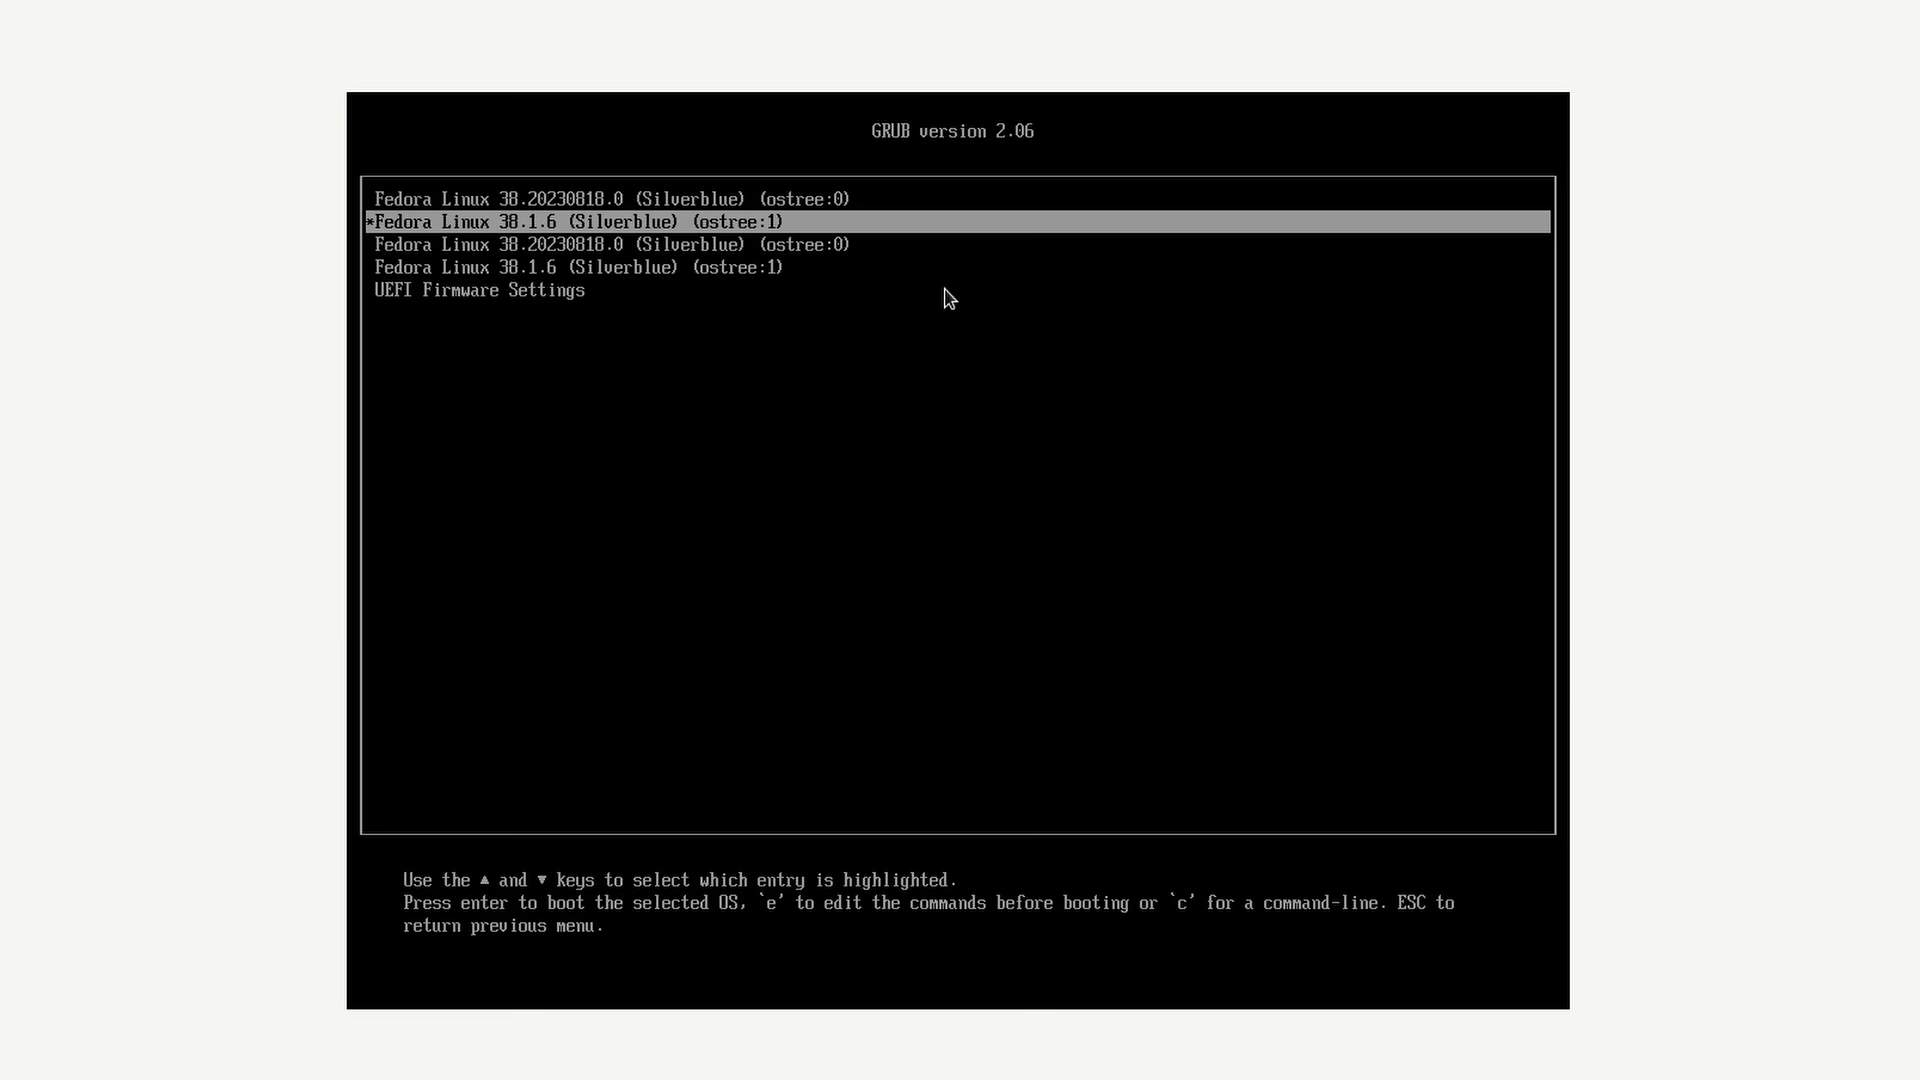 GRUB version 2.06
Fedora Linux 38.20230818.0 (Silverblue) (ostree:0)
*Fedora Linux 38.1.6 (Silverblue) (ostree:1)
Fedora Linux 38.20230818.0 (Silverblue) (ostree:0)
Fedora Linux 38.1.6 (Silverblue) (ostree:1)
UEFI Firmware Settings
Use the ▲ and ▼ keys to select which entry is highlighted.
Press enter to boot the selected OS, `e' to edit the commands before booting or `c' for a command-line. ESC to
return previous menu.